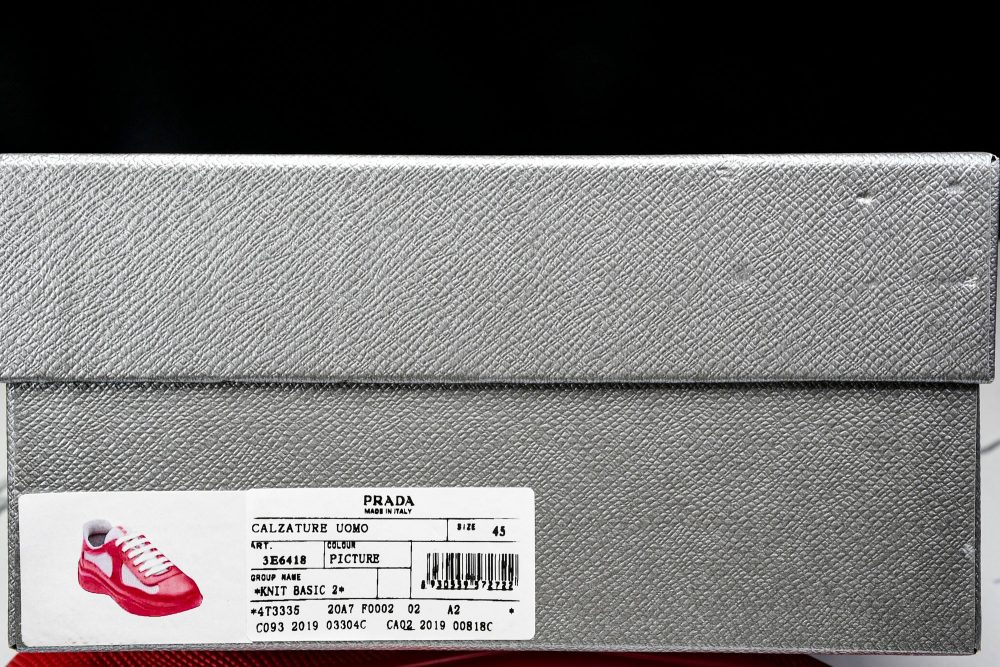 PRADA
MADE IN ITALY
CALZATURE UOMO
SIZE 45
ART.
3E6418
COLOUR
PICTURE
GROUP NAME
*KNIT BASIC 2*
*4T3335 20A7 F0002 02 A2 *
C093 2019 03304C CAQ2 2019 00818C